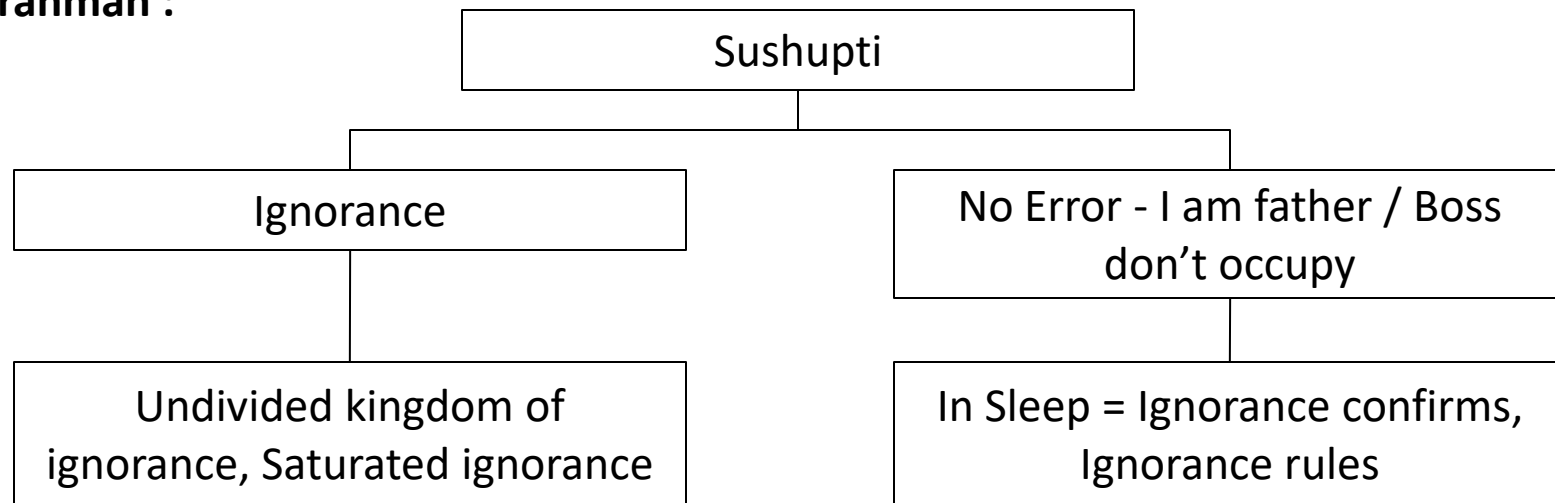 rahman :
Sushupti
Ignorance
No Error - I am father / Boss
don’t occupy
Undivided kingdom of
ignorance, Saturated ignorance
In Sleep = Ignorance confirms,
Ignorance rules